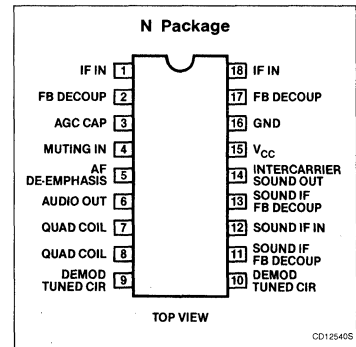 N Package
IF IN 1
FB DECOUP 2
AGC CAP 3
MUTING IN 4
AF
DE-EMPHASIS 5
AUDIO OUT 6
QUAD COIL 7
QUAD COIL 8
DEMOD
TUNED CIR 9
18 IF IN
17 FB DECOUP
16 GND
15 VCC
14 INTERCARRIER
SOUND OUT
13 SOUND IF
FB DECOUP
12 SOUND IF IN
11 SOUND IF
FB DECOUP
10 DEMOD
TUNED CIR
TOP VIEW
CD12540S